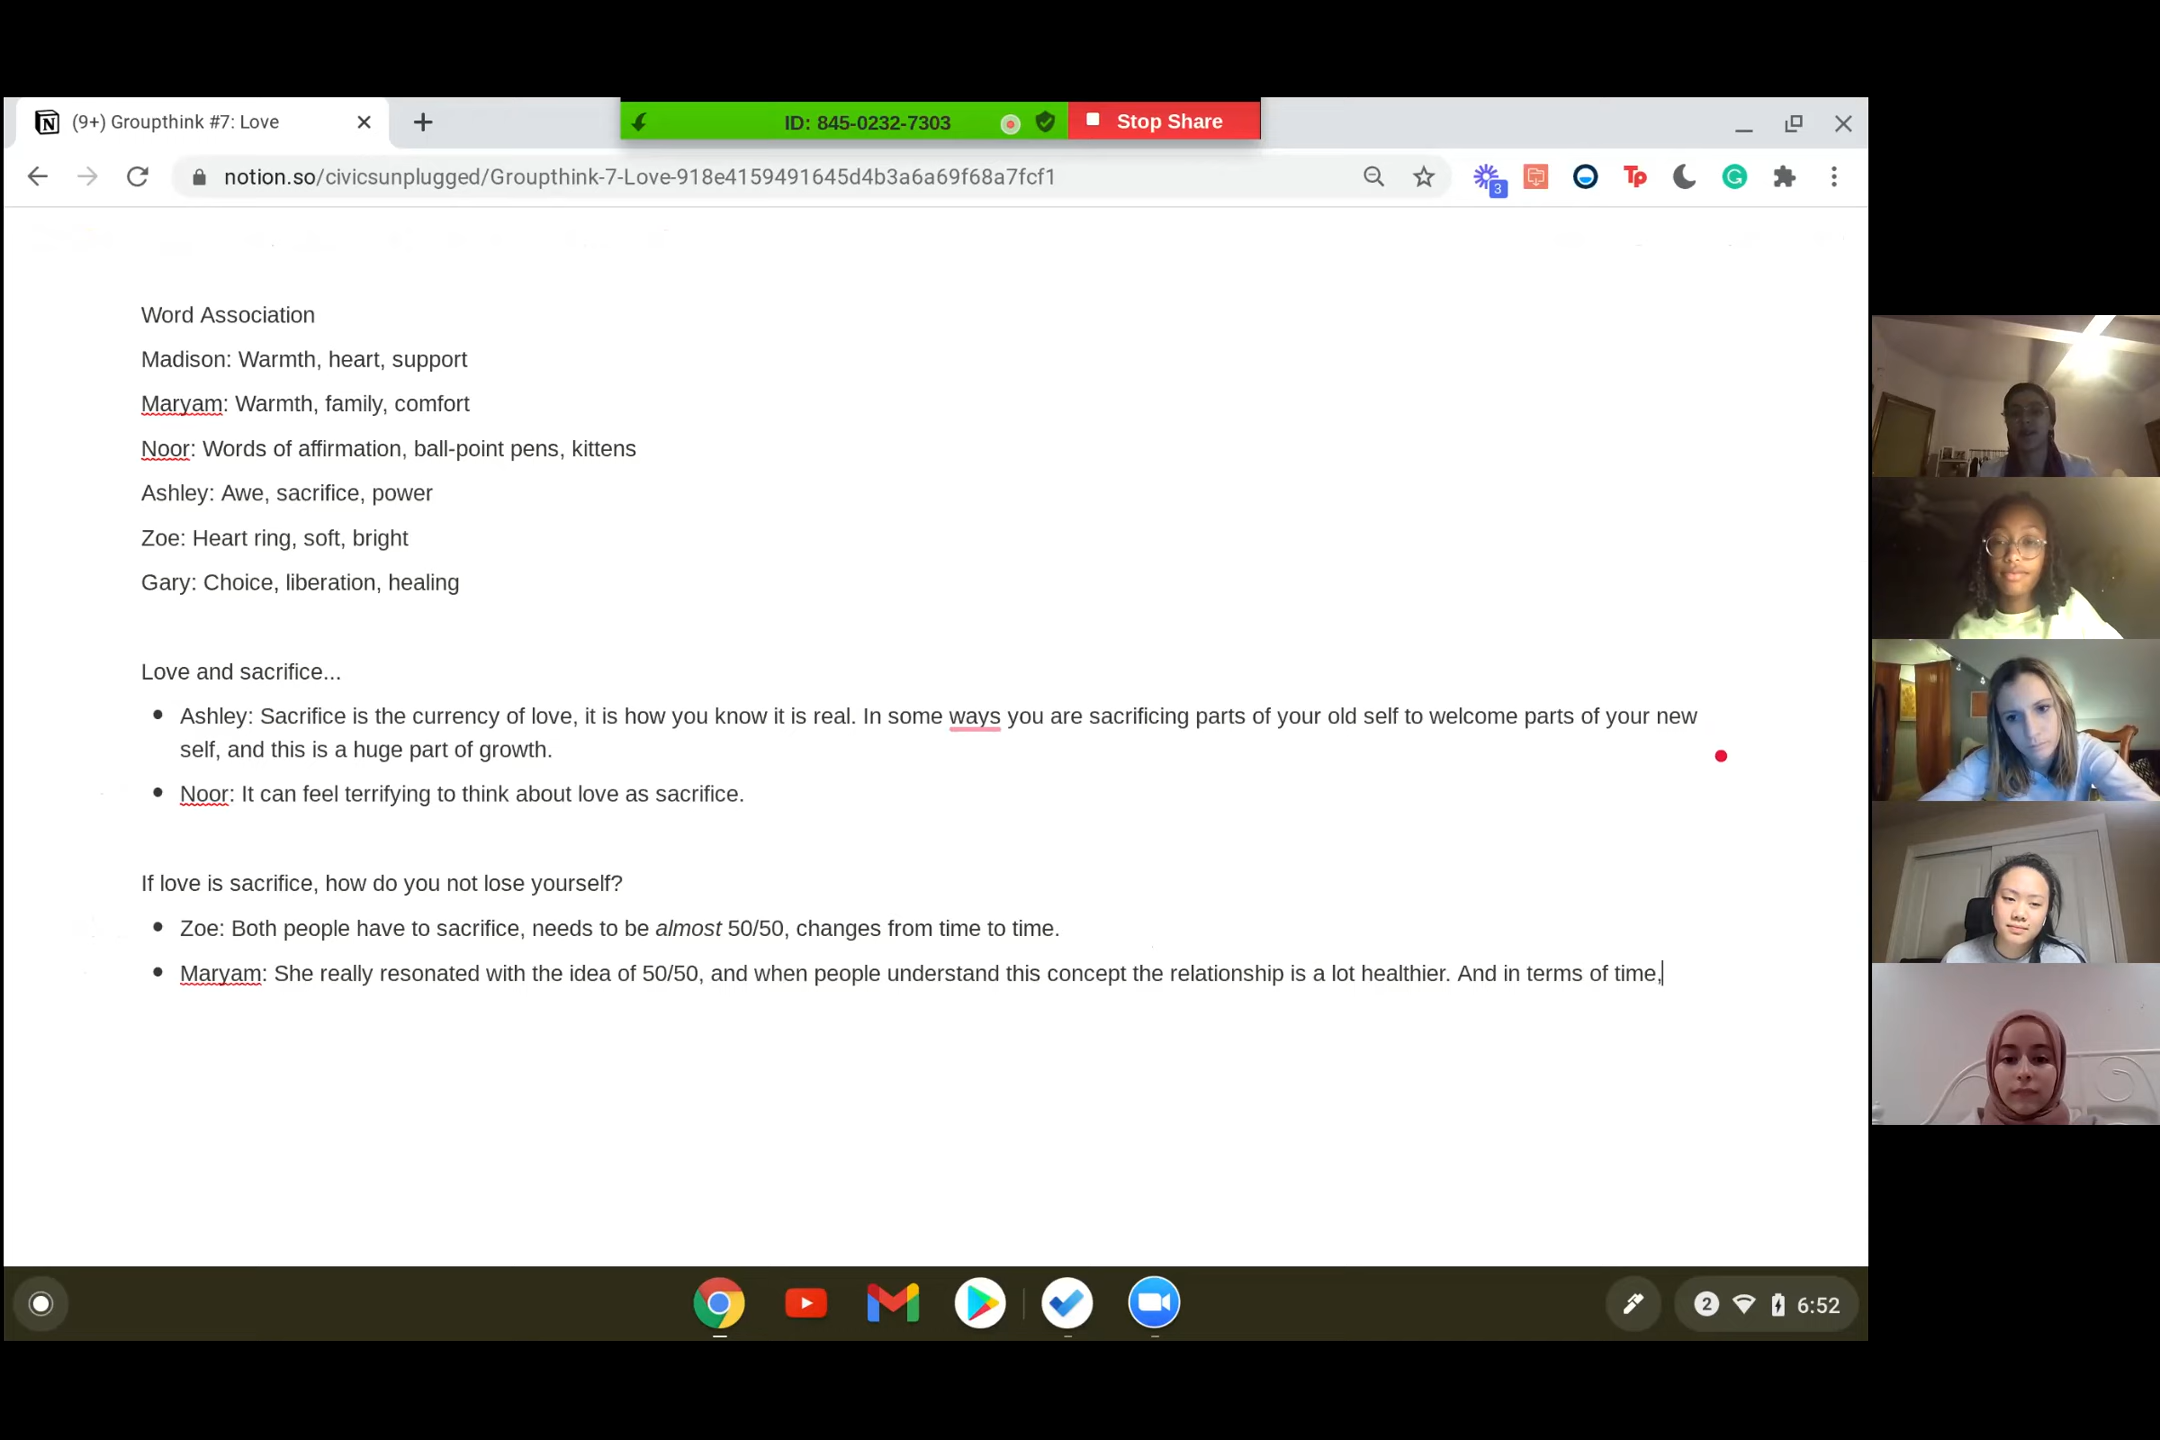 (9+) Groupthink #7: Love
ID: 845-0232-7303
Stop Share
notion.so/civicsunplugged/Groupthink-7-Love-918e4159491645d4b3a6a69f68a7fcf1
3
Word Association
Madison: Warmth, heart, support
Maryam: Warmth, family, comfort
Noor: Words of affirmation, ball-point pens, kittens
Ashley: Awe, sacrifice, power
Zoe: Heart ring, soft, bright
Gary: Choice, liberation, healing
Love and sacrifice...
Ashley: Sacrifice is the currency of love, it is how you know it is real. In some ways you are sacrificing parts of your old self to welcome parts of your new
self, and this is a huge part of growth.
Noor: It can feel terrifying to think about love as sacrifice.
If love is sacrifice, how do you not lose yourself?
Zoe: Both people have to sacrifice, needs to be almost 50/50, changes from time to time.
Maryam: She really resonated with the idea of 50/50, and when people understand this concept the relationship is a lot healthier. And in terms of time,
2 6:52